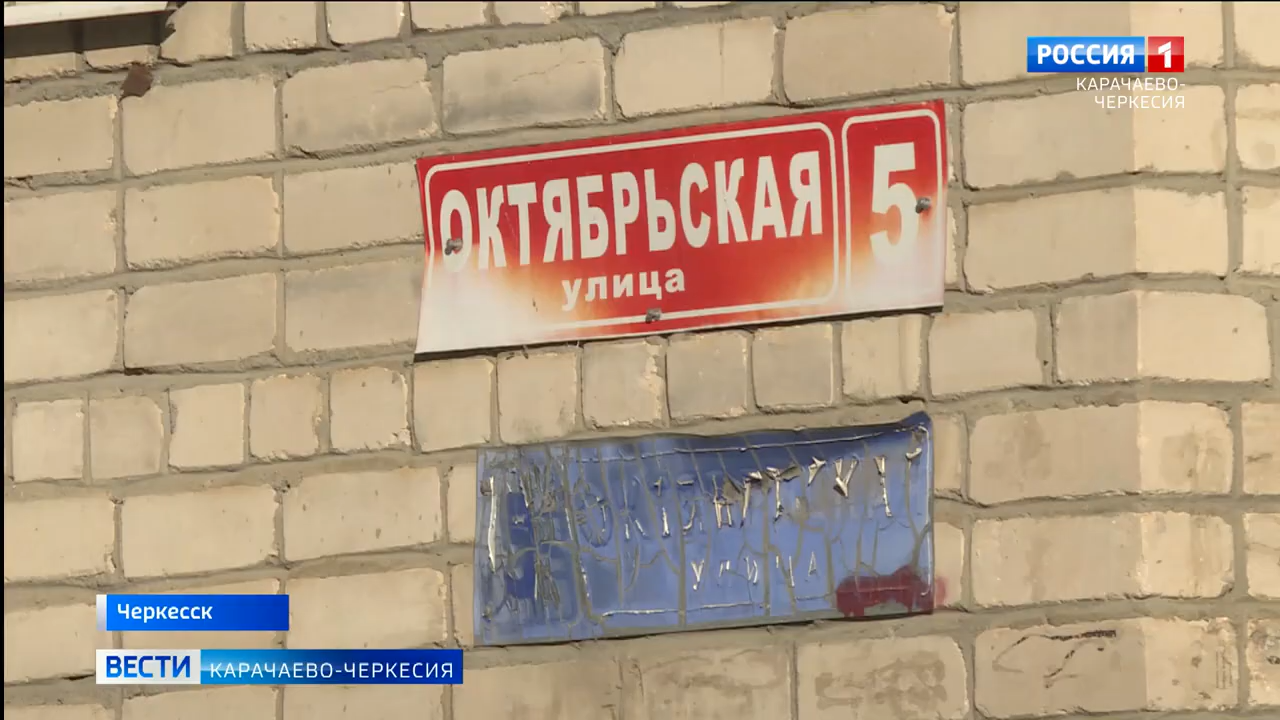 РОССИЯ 1
КАРАЧАЕВО-
ЧЕРКЕСИЯ
ОКТЯБРЬСКАЯ 5
улица
улица
Черкесск
ВЕСТИ КАРАЧАЕВО-ЧЕРКЕСИЯ